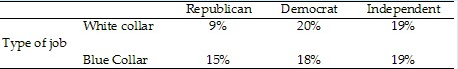 Republican Democrat Independent
White collar 9% 20% 19%
Type of job
Blue Collar 15% 18% 19%